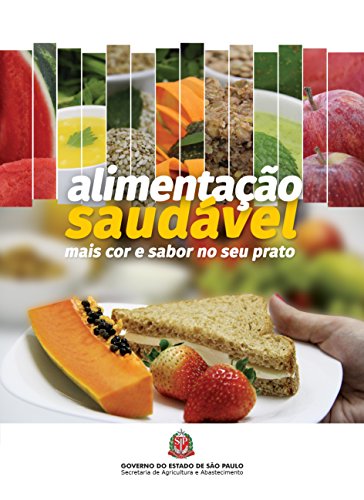 alimentação
saudável
mais cor e sabor no seu prato
GOVERNO DO ESTADO DE SÃO PAULO
Secretaria de Agricultura e Abastecimento